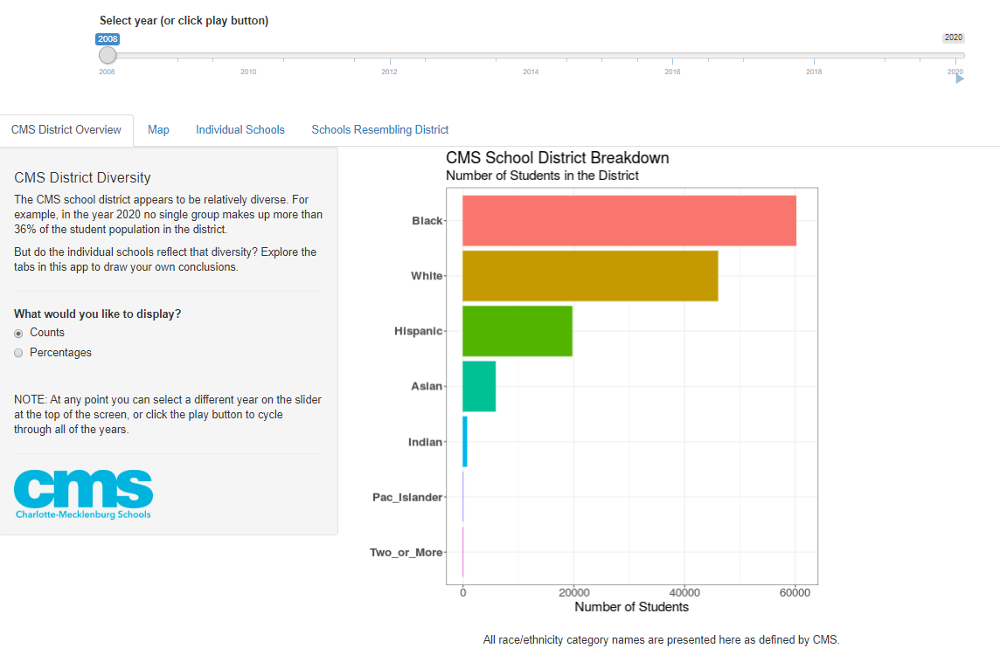 Select year (or click play button)
2008
2020
2008
2010
2012
2014
2016
2018
2020
CMS District Overview
Map
Individual Schools
Schools Resembling District
CMS District Diversity
The CMS school district appears to be relatively diverse. For
example, in the year 2020 no single group makes up more than
36% of the student population in the district.
But do the individual schools reflect that diversity? Explore the
tabs in this app to draw your own conclusions.
What would you like to display?
Counts
Percentages
NOTE: At any point you can select a different year on the slider
at the top of the screen, or click the play button to cycle
through all of the years.
cms
Charlotte-Mecklenburg Schools
CMS School District Breakdown
Number of Students in the District
Black
White
Hispanic
Asian
Indian
Pac_Islander
Two_or_More
0
20000
40000
60000
Number of Students
All race/ethnicity category names are presented here as defined by CMS.